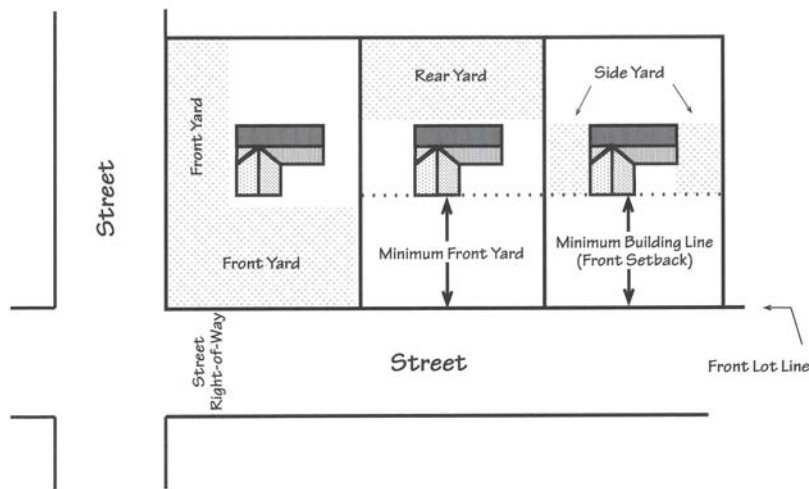 Rear Yard
Side Yard
Front Yard
Street
Front Yard
Minimum Front Yard
Minimum Building Line
(Front Setback)
Street
Right-of-Way
Street
Front Lot Line